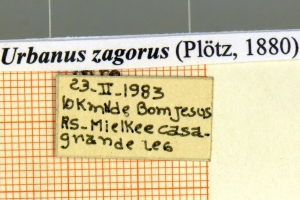 Urbanus zagorus (Plötz, 1880)
23-II-1983
10 Km N de, Bom Jesus
RS-Mielke e casa-
grande leg